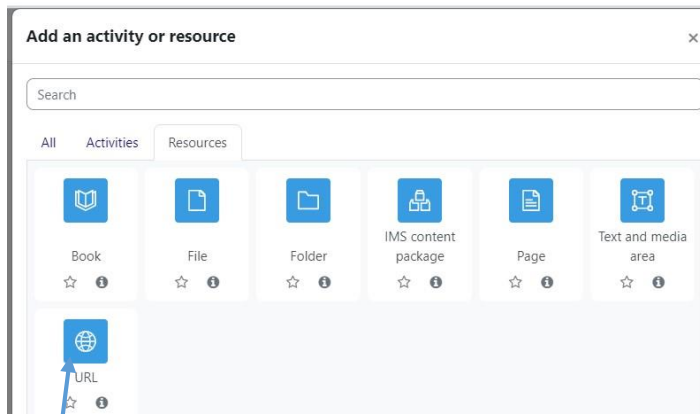 Add an activity or resource
×
Search
All Activities Resources
Book
File
Folder
IMS content
package
Page
Text and media
area
URL